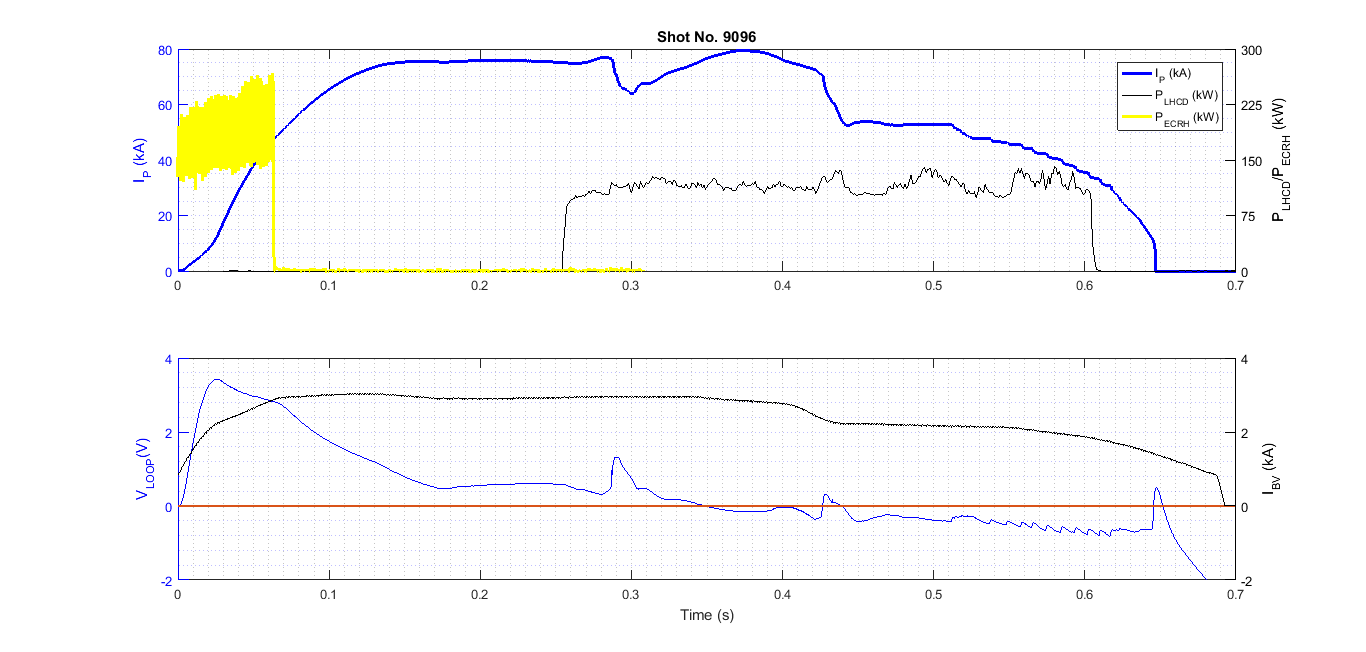 Shot No. 9096
80
60
40
20
0
I_P (kA)
300
225
150
75
0
P_LHCD/P_ECRH (kW)
I_P (kA)
P_LHCD (kW)
P_ECRH (kW)
0 0.1 0.2 0.3 0.4 0.5 0.6 0.7
4
2
0
-2
V_LOOP(V)
4
2
0
-2
I_BV (kA)
0 0.1 0.2 0.3 0.4 0.5 0.6 0.7
Time (s)